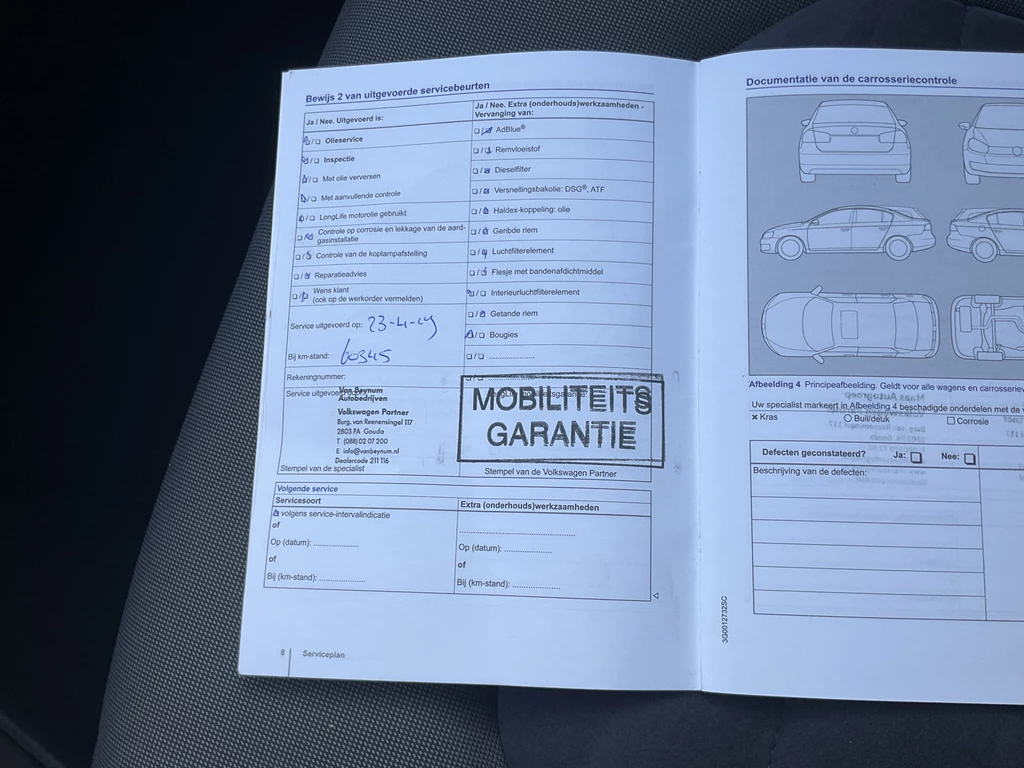 Bewijs 2 van uitgevoerde servicebeurten
Ja / Nee. Uitgevoerd is:
Olieservice
Inspectie
Met olie verversen
Met aanvullende controle
LongLife motorolie gebruikt
Controle op corrosie en lekkage van de aard-
gasinstallatie
Controle van de koplampafstelling
Reparatieadvies
Wens klant
(ook op de werkorder vermelden)
Service uitgevoerd op: 23-4-19
Bij km-stand: 60345
Rekeningnummer:
Service uitgevoerd
Van Beynum
Autobedrijven
Volkswagen Partner
Burg. van Reenensingel 117
2803 PA Gouda
T (088) 02 07 200
E info@vanbeynum.nl
Dealercode 211 116
Stempel van de specialist
Ja / Nee. Extra (onderhouds)werkzaamheden -
Vervanging van:
AdBlue®
Remvloeistof
Dieselfilter
Versnellingsbakolie: DSG®, ATF
Haldex-koppeling: olie
Geribde riem
Luchtfilterelement
Flesje met bandenafdichtmiddel
Interieurluchtfilterelement
Getande riem
Bougies
MOBILITEITS
GARANTIE
Stempel van de Volkswagen Partner
Volgende service
Servicesoort
volgens service-intervalindicatie
of
Op (datum): ..................
of
Bij (km-stand): ..................
Extra (onderhouds)werkzaamheden
Op (datum): ..................
of
Bij (km-stand): ..................
8 Serviceplan
Documentatie van de carrosseriecontrole
Afbeelding 4 Principeafbeelding. Geldt voor alle wagens en
Uw specialist markeert in Afbeelding 4 beschadigde onderdelen met de
× Kras
Buil/deuk
Corrosie
Defecten geconstateerd? Ja: Nee:
Beschrijving van de defecten:
3G0012732SC